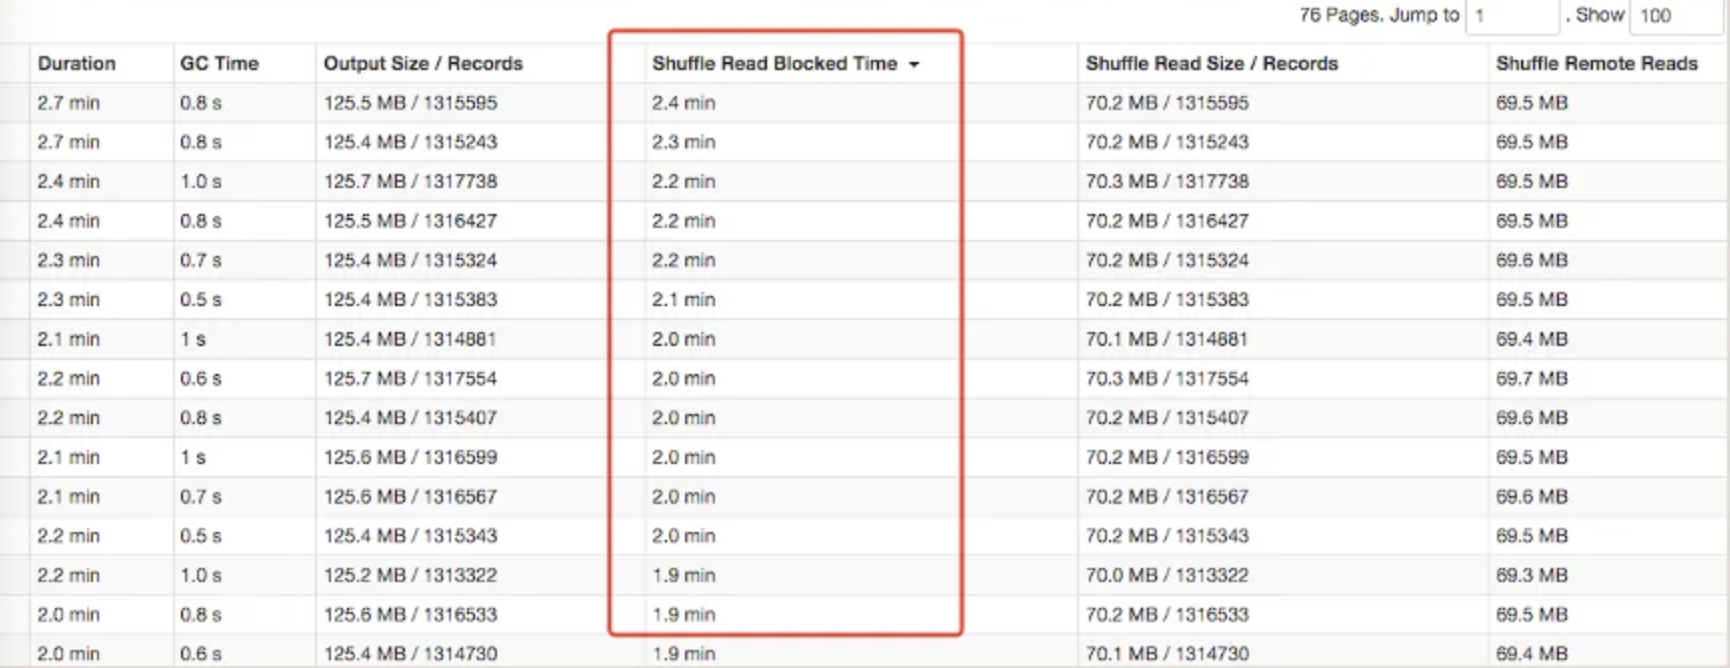 76 Pages. Jump to 1 . Show 100
Duration GC Time Output Size / Records Shuffle Read Blocked Time Shuffle Read Size / Records Shuffle Remote Reads
2.7 min 0.8 s 125.5 MB / 1315595 2.4 min 70.2 MB / 1315595 69.5 MB
2.7 min 0.8 s 125.4 MB / 1315243 2.3 min 70.2 MB / 1315243 69.5 MB
2.4 min 1.0 s 125.7 MB / 1317738 2.2 min 70.3 MB / 1317738 69.5 MB
2.4 min 0.8 s 125.5 MB / 1316427 2.2 min 70.2 MB / 1316427 69.5 MB
2.3 min 0.7 s 125.4 MB / 1315324 2.2 min 70.2 MB / 1315324 69.6 MB
2.3 min 0.5 s 125.4 MB / 1315383 2.1 min 70.2 MB / 1315383 69.5 MB
2.1 min 1 s 125.4 MB / 1314881 2.0 min 70.1 MB / 1314881 69.4 MB
2.2 min 0.6 s 125.7 MB / 1317554 2.0 min 70.3 MB / 1317554 69.7 MB
2.2 min 0.8 s 125.4 MB / 1315407 2.0 min 70.2 MB / 1315407 69.6 MB
2.1 min 1 s 125.6 MB / 1316599 2.0 min 70.2 MB / 1316599 69.5 MB
2.1 min 0.7 s 125.6 MB / 1316567 2.0 min 70.2 MB / 1316567 69.6 MB
2.2 min 0.5 s 125.4 MB / 1315343 2.0 min 70.2 MB / 1315343 69.5 MB
2.2 min 1.0 s 125.2 MB / 1313322 1.9 min 70.0 MB / 1313322 69.3 MB
2.0 min 0.8 s 125.6 MB / 1316533 1.9 min 70.2 MB / 1316533 69.5 MB
2.0 min 0.6 s 125.4 MB / 1314730 1.9 min 70.1 MB / 1314730 69.4 MB